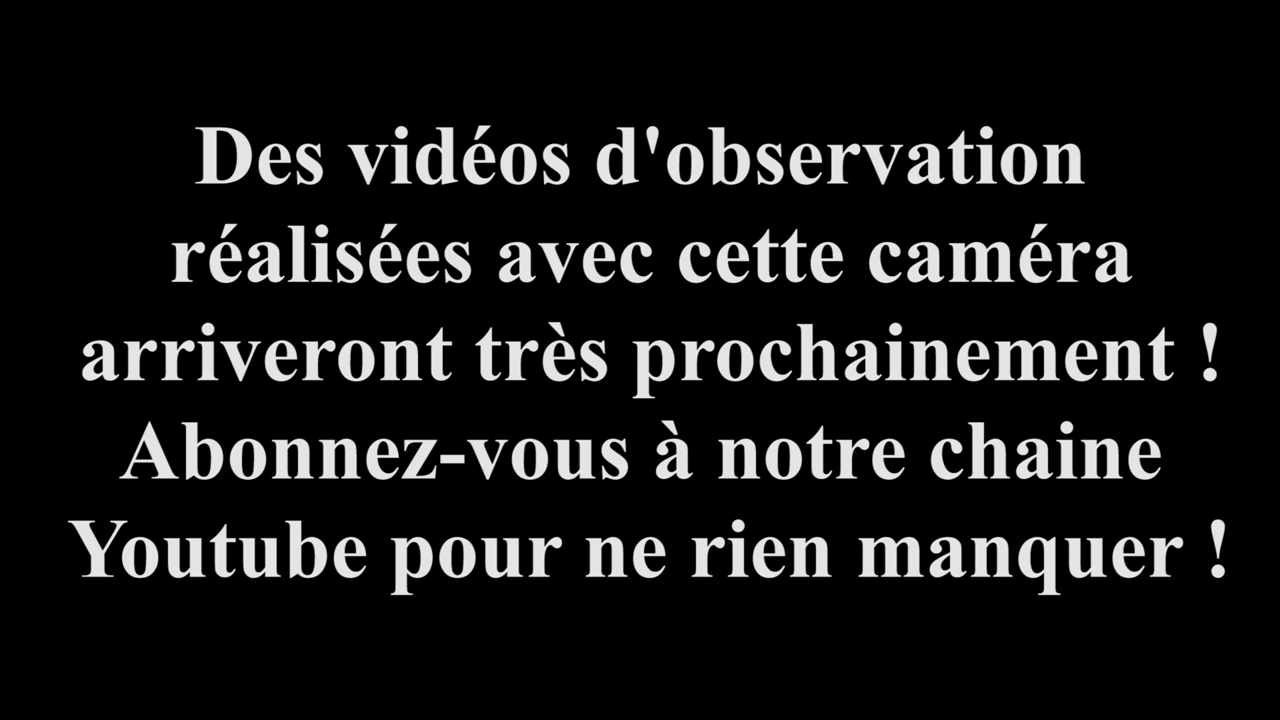 Des vidéos d'observation
réalisées avec cette caméra
arriveront très prochainement !
Abonnez-vous à notre chaine
Youtube pour ne rien manquer !